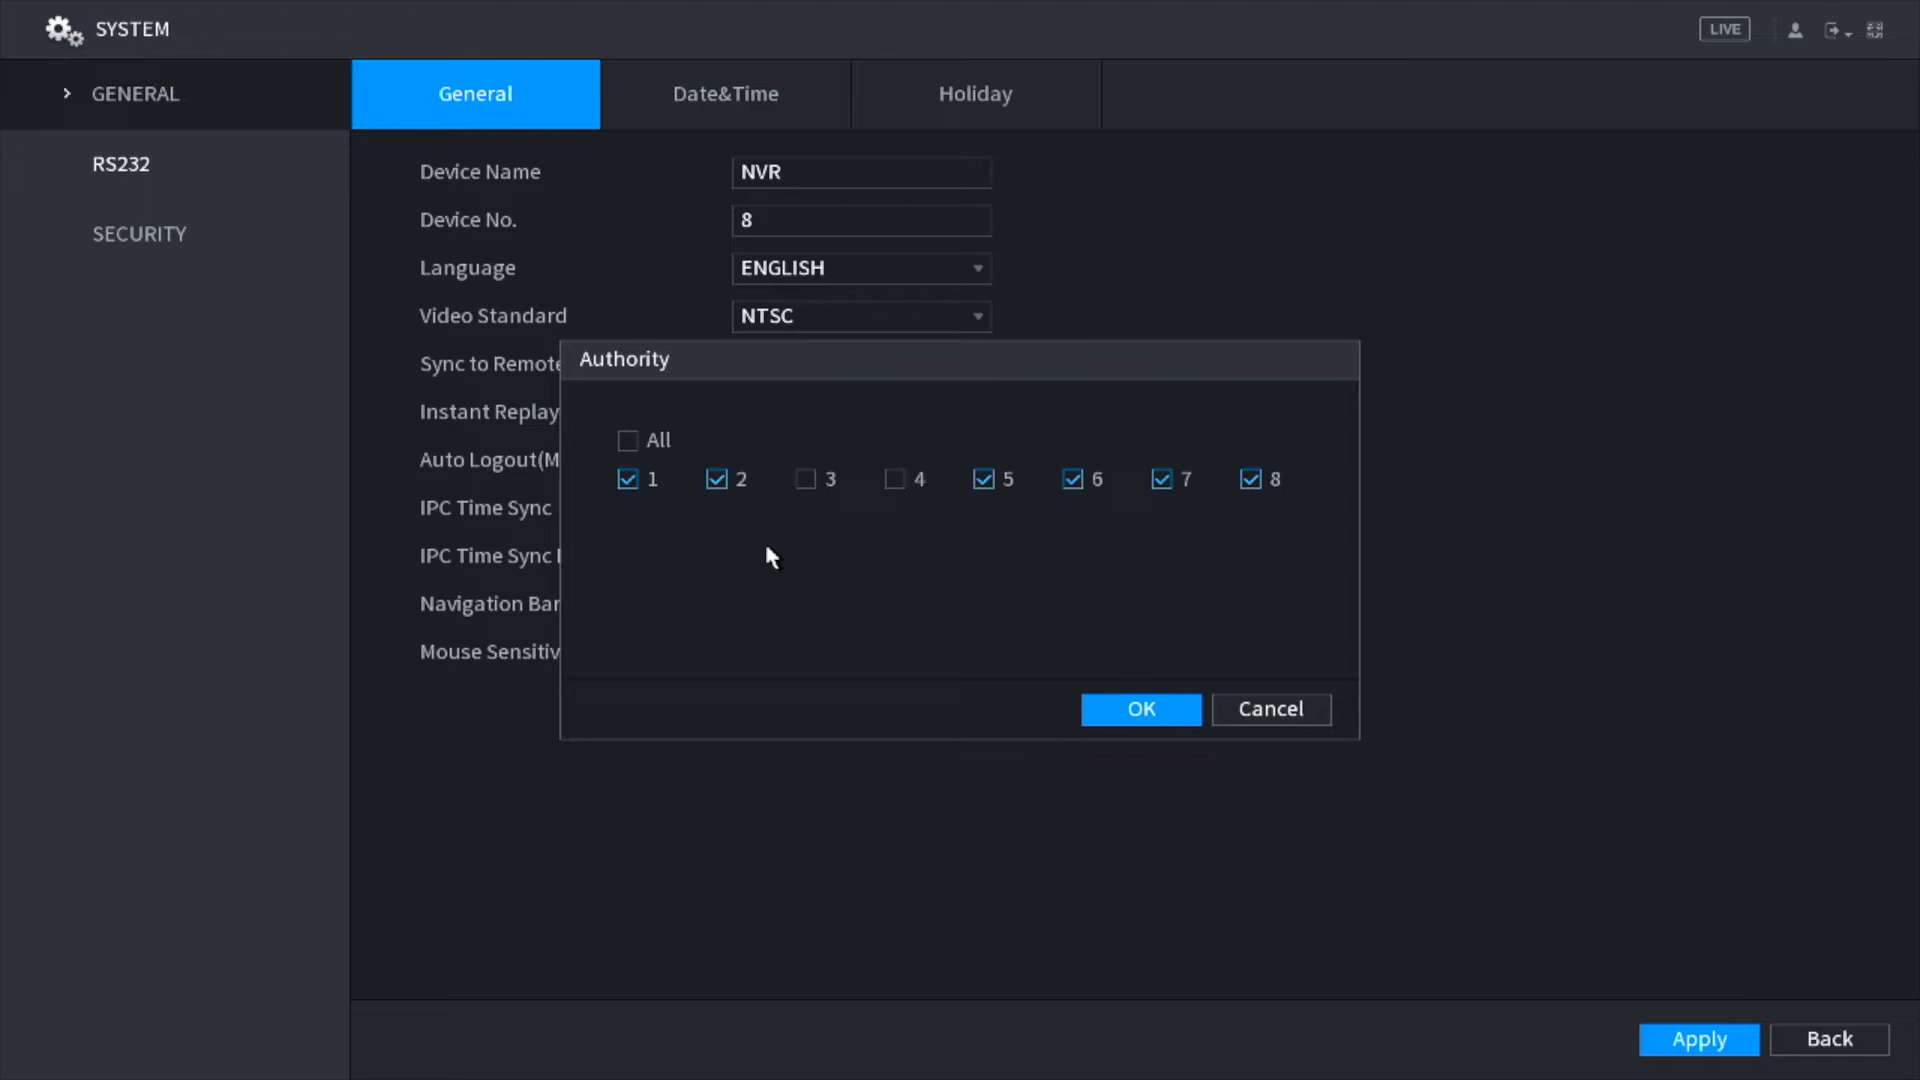 SYSTEM
LIVE
GENERAL
General
Date&Time
Holiday
RS232
SECURITY
Device Name
NVR
Device No.
8
Language
ENGLISH
Video Standard
NTSC
Sync to Remote
Instant Replay
Auto Logout(M
IPC Time Sync
IPC Time Sync
Navigation Bar
Mouse Sensitiv
Authority
All
1 2 3 4 5 6 7 8
OK
Cancel
Apply
Back